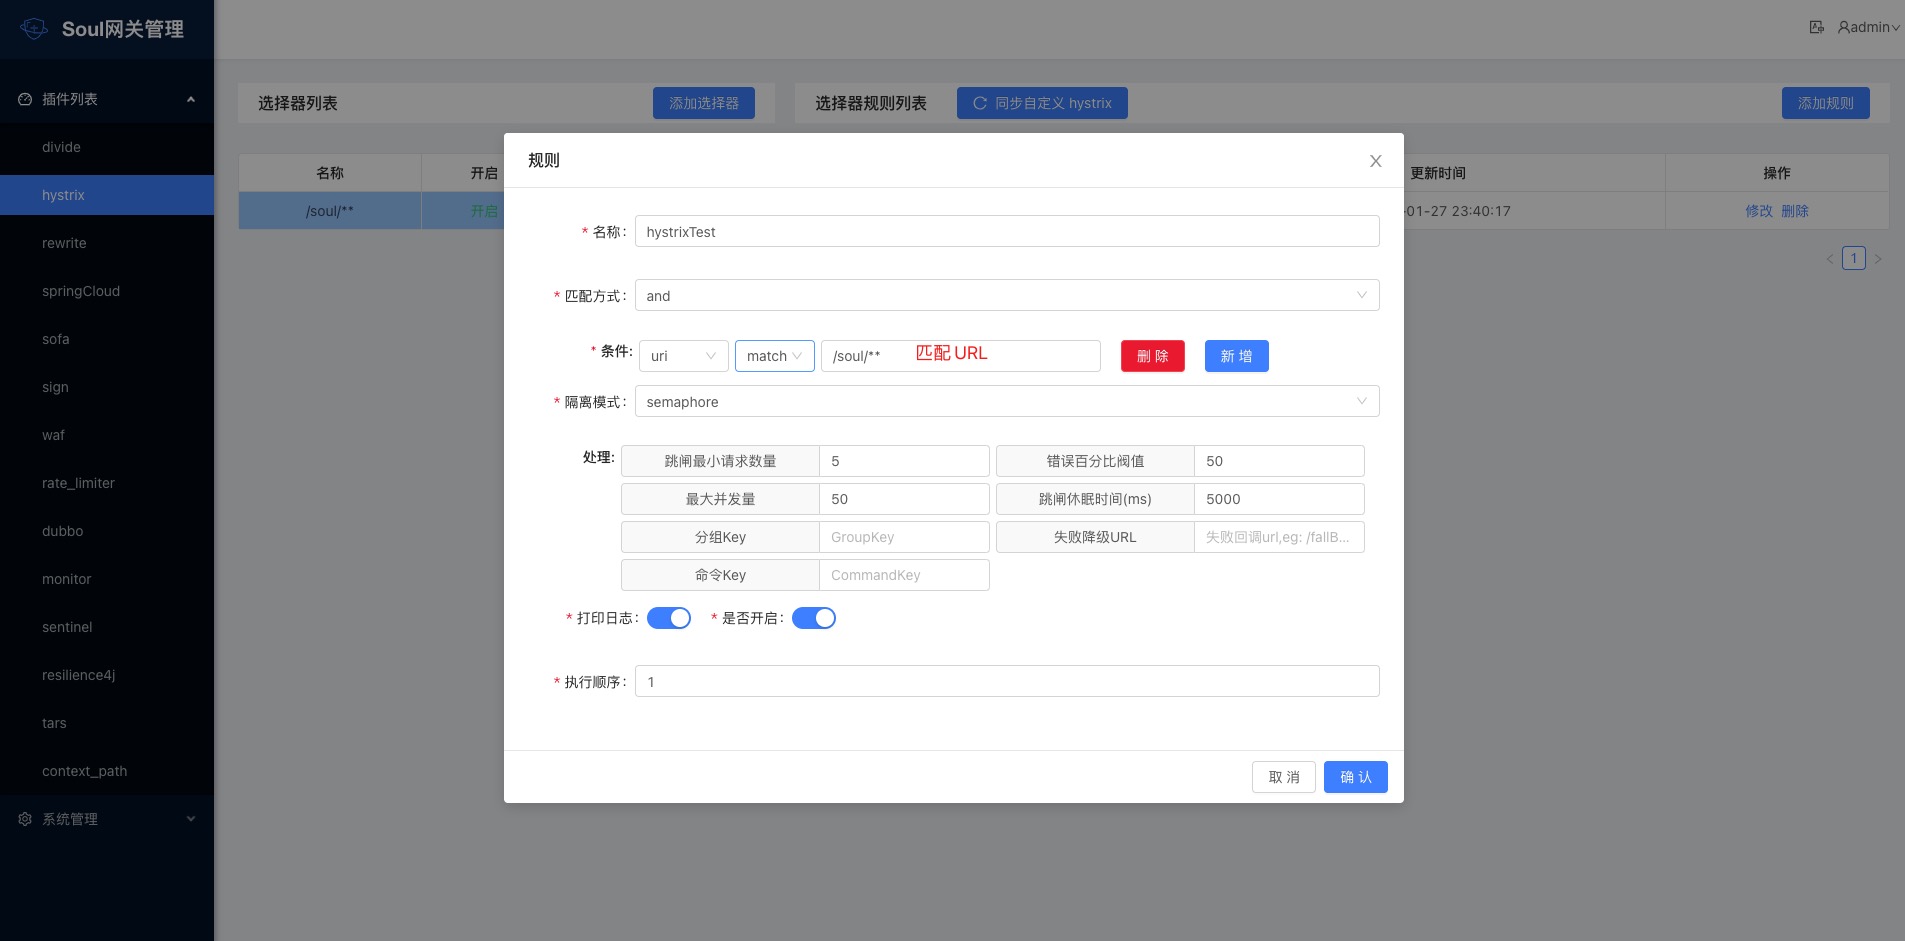 Soul网关管理
admin
插件列表
divide
hystrix
rewrite
springCloud
sofa
sign
waf
rate_limiter
dubbo
monitor
sentinel
resilience4j
tars
context_path
系统管理
选择器列表 添加选择器
选择器规则列表 同步自定义 hystrix 添加规则
名称 开启 更新时间 操作
/soul/** 开启 01-27 23:40:17 修改 删除
1
规则
* 名称: hystrixTest
* 匹配方式: and
* 条件: uri match /soul/** 匹配 URL 删 除 新 增
* 隔离模式: semaphore
处理: 跳闸最小请求数量 5 错误百分比阀值 50
最大并发量 50 跳闸休眠时间(ms) 5000
分组Key GroupKey 失败降级URL 失败回调url,eg: /fallB...
命令Key CommandKey
* 打印日志: * 是否开启:
* 执行顺序: 1
取 消 确 认